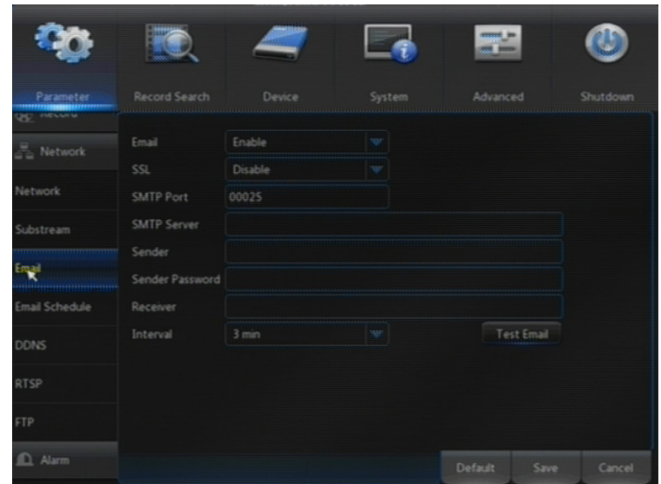 Parameter Record Search Device System Advanced Shutdown
Record
Network
Network
Substream
Email
Email Schedule
DDNS
RTSP
FTP
Alarm
Email Enable
SSL Disable
SMTP Port 00025
SMTP Server
Sender
Sender Password
Receiver
Interval 3 min Test Email
Default Save Cancel